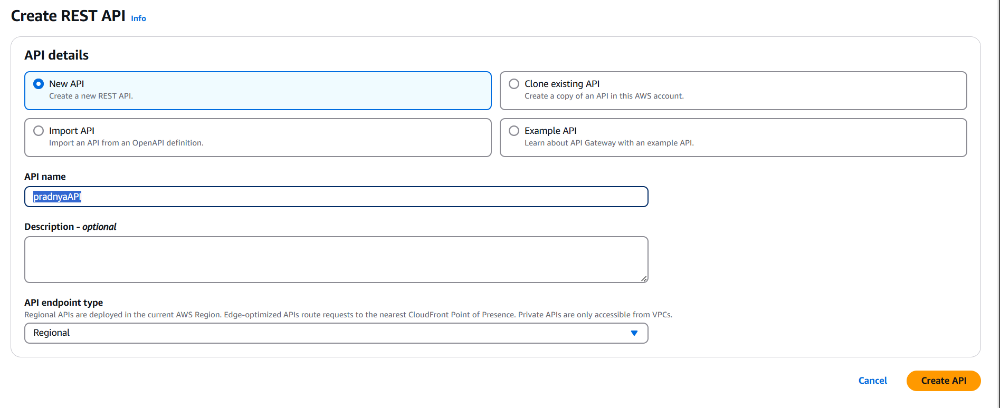 Create REST API Info
API details
New API
Create a new REST API.
Clone existing API
Create a copy of an API in this AWS account.
Import API
Import an API from an OpenAPI definition.
Example API
Learn about API Gateway with an example API.
API name
pradnyaAPI
Description - optional
API endpoint type
Regional APIs are deployed in the current AWS Region. Edge-optimized APIs route requests to the nearest CloudFront Point of Presence. Private APIs are only accessible from VPCs.
Regional
Cancel
Create API